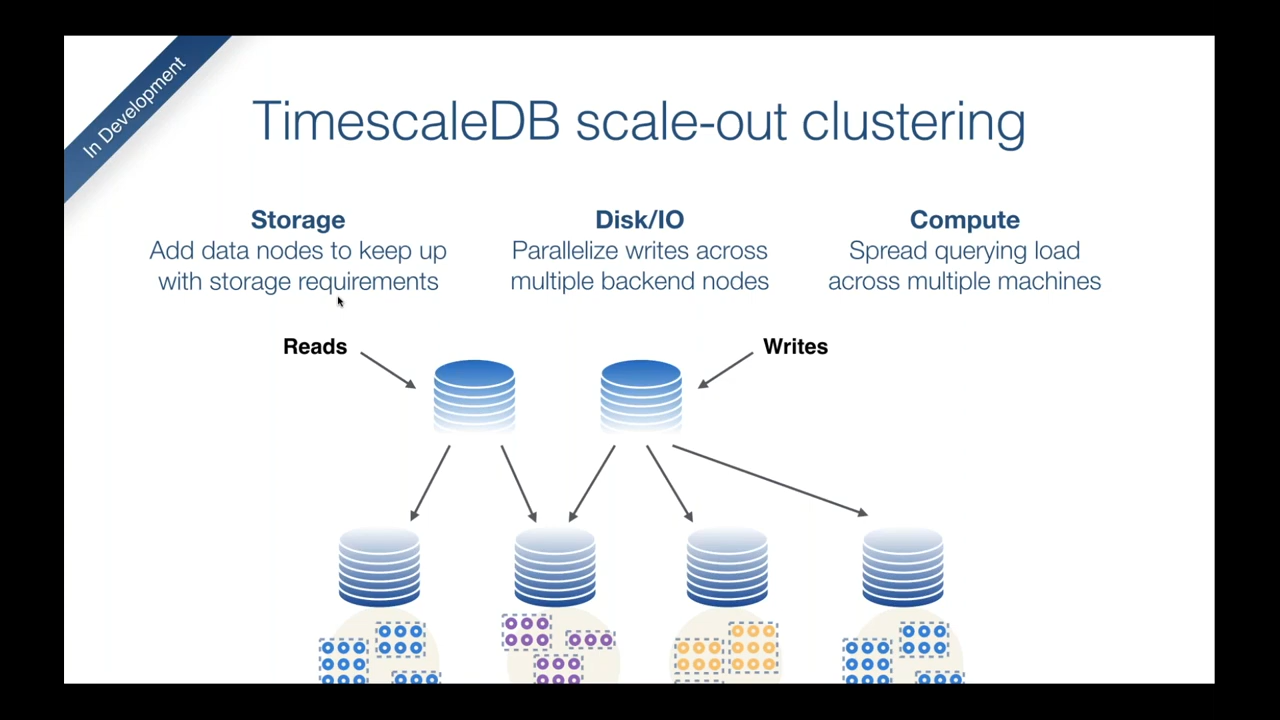 In Development
TimescaleDB scale-out clustering
Storage
Add data nodes to keep up
with storage requirements
Disk/IO
Parallelize writes across
multiple backend nodes
Compute
Spread querying load
across multiple machines
Reads
Writes